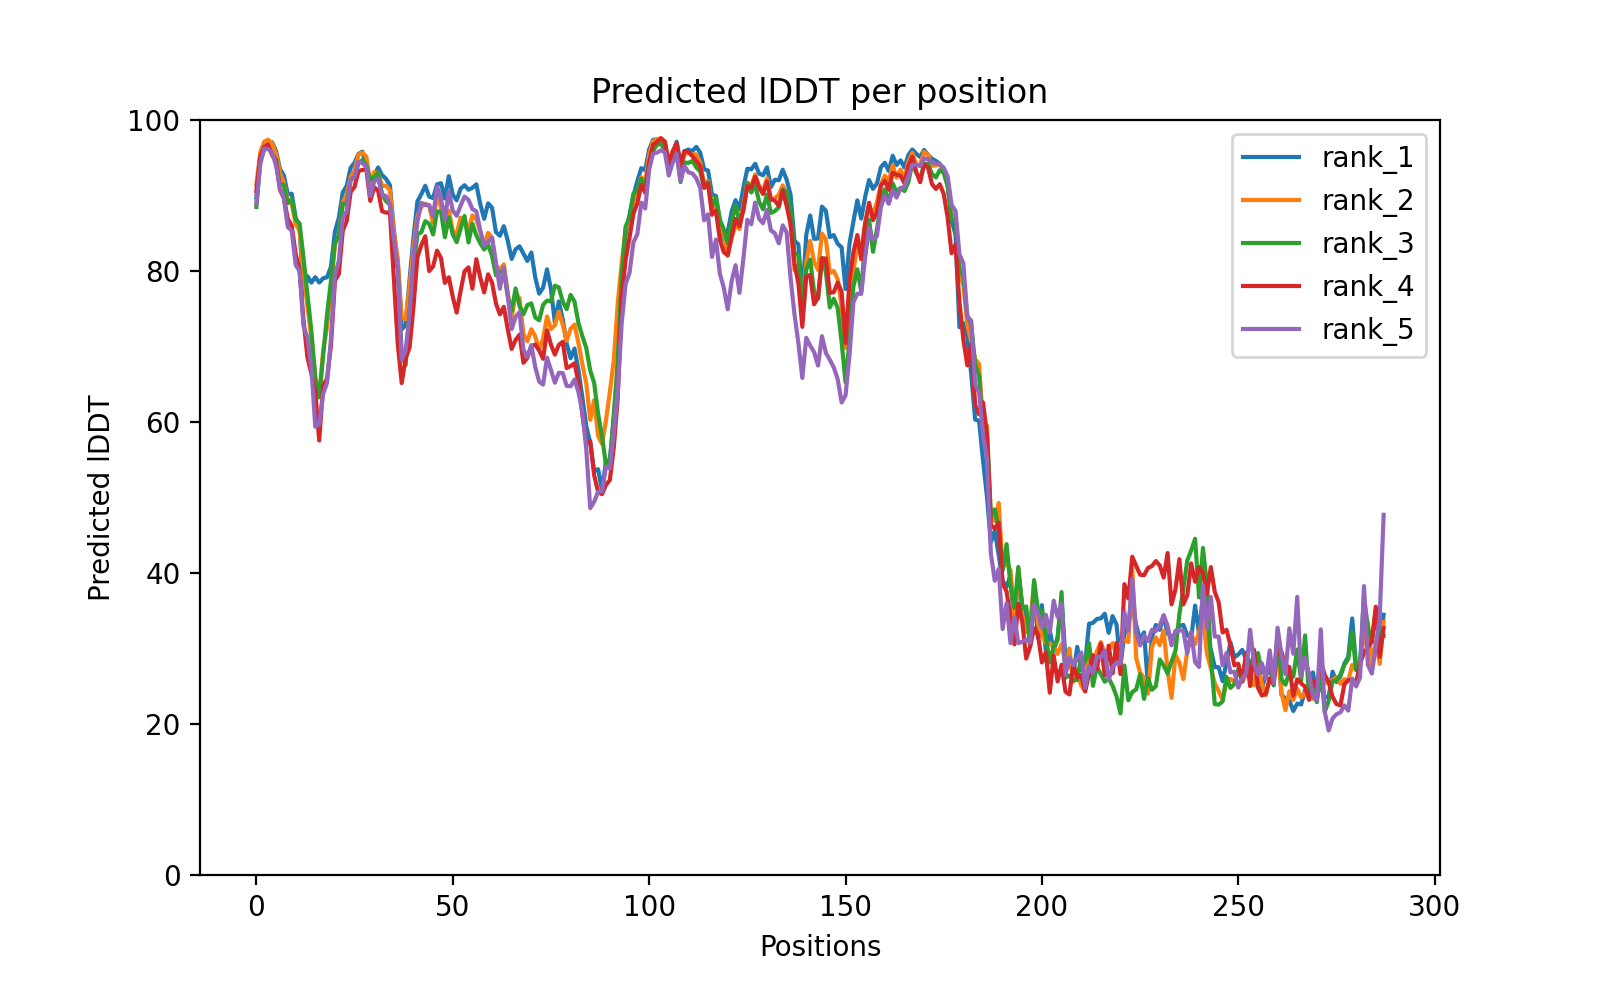 Predicted lDDT per position
100
80
60
40
20
0
Predicted lDDT
0 50 100 150 200 250 300
Positions
rank_1
rank_2
rank_3
rank_4
rank_5